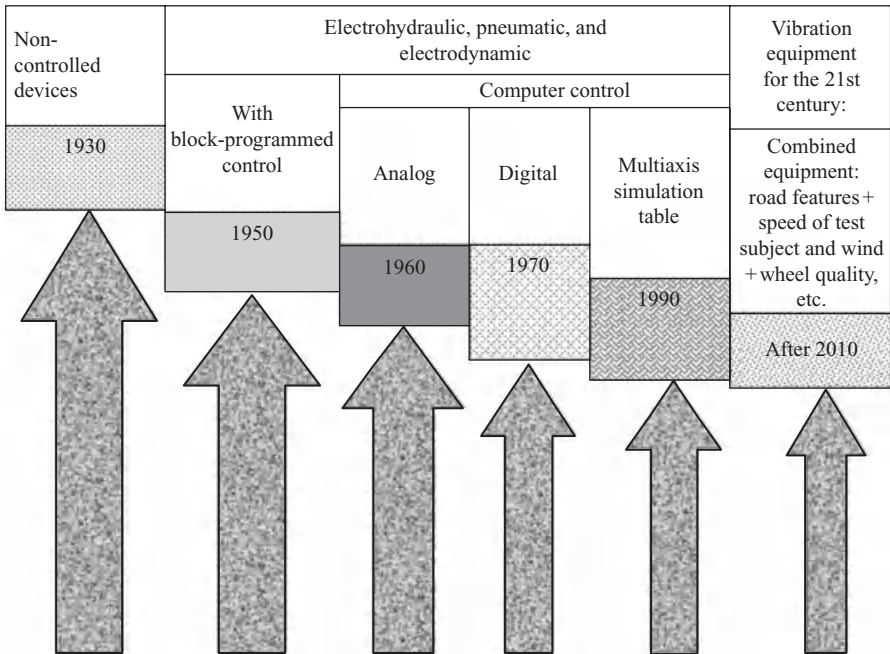 Non-
controlled
devices
1930
Electrohydraulic, pneumatic, and
electrodynamic
With
block-programmed
control
1950
Computer control
Analog
1960
Digital
1970
Multiaxis
simulation
table
1990
Vibration
equipment
for the 21st
century:
Combined
equipment:
road features +
speed of test
subject and wind
+ wheel quality,
etc.
After 2010